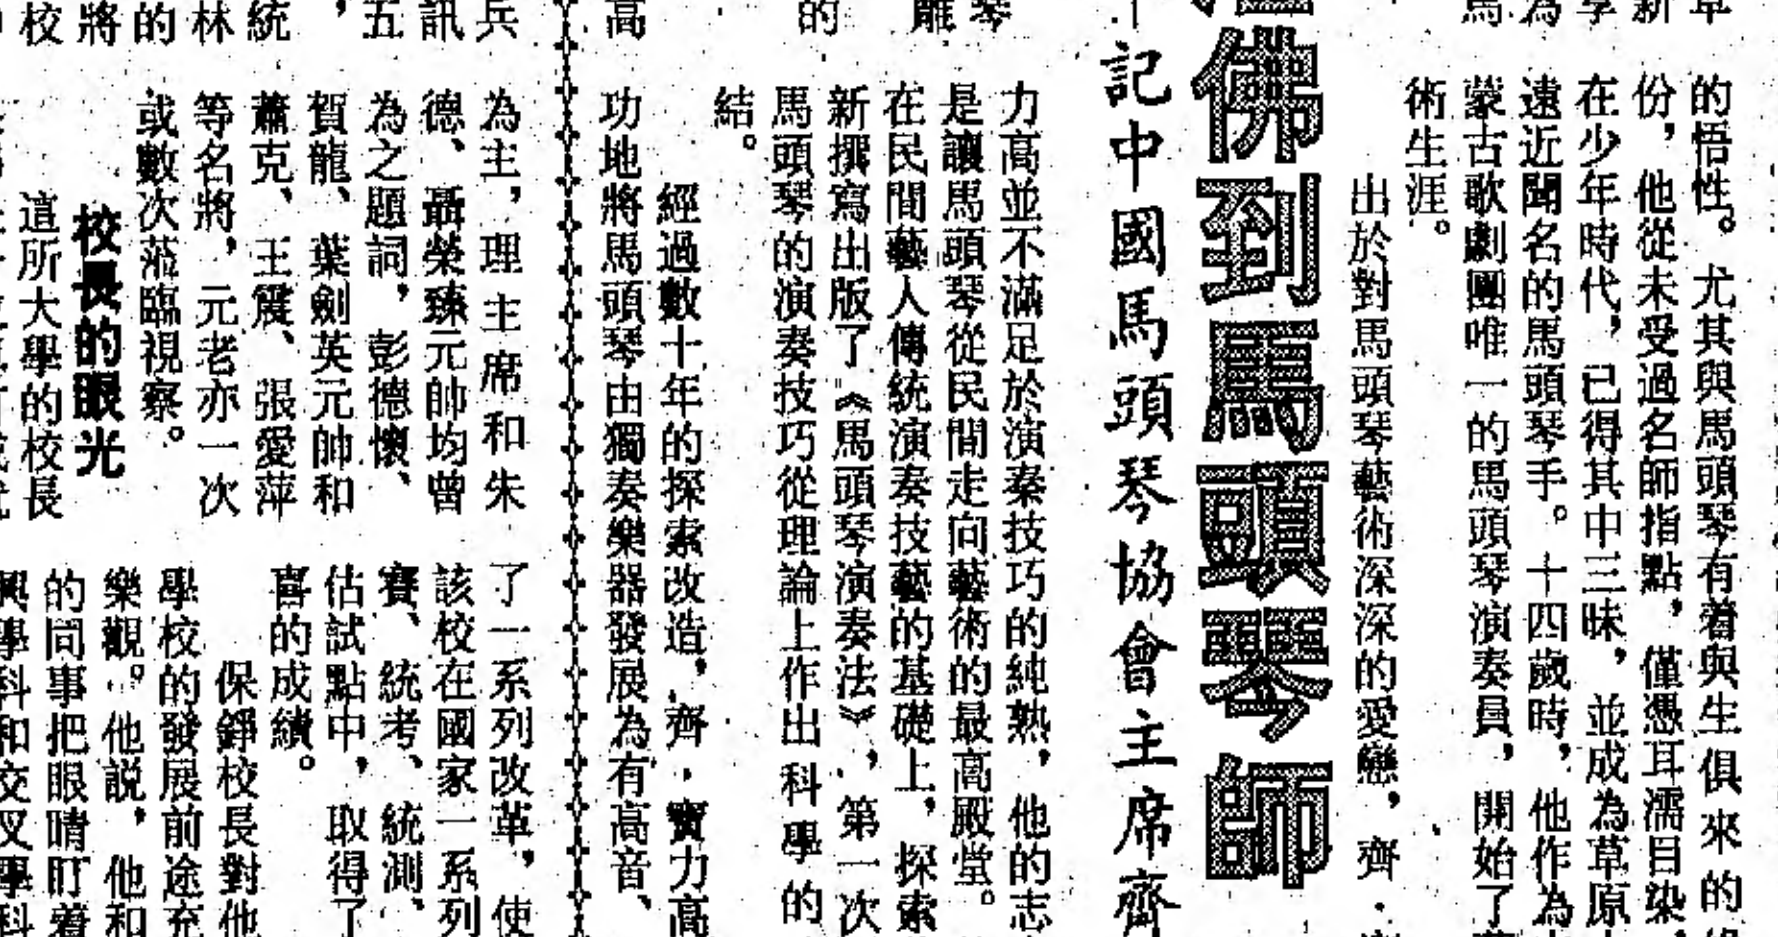 的悟性。尤其與馬頭琴有着與生俱來的
份，他從未受過名師指點，僅憑耳濡目染，
在少年時代，已得其中三昧，並成為草原
遠近聞名的馬頭琴手。十四歲時，他作為
蒙古歌劇團唯一的馬頭琴演奏員，開始了
術生涯。
出於對馬頭琴藝術深深的愛戀，齊·
佛到馬頭琴師
記中國馬頭琴協會主席齊
力高並不滿足於演秦技巧的純熟，他的志
是讓馬頭琴從民間走向藝術的最高殿堂。
在民間藝人傳統演奏技藝的基礎上，探索
新撰寫出版了《馬頭琴演奏法》，第一次
馬頭琴的演奏技巧從理論上作出科學的
結。
經過數十年的探索改造，齊·寶力高
功地將馬頭琴由獨奏樂器發展為有高音、
琴
雕
的
高
兵
訊
五
，
統
林
的
將
校
為主，理主席和朱
德、聶榮臻元帥均曾
為之題詞，彭德懷、
賀龍、葉劍英元帥和
蕭克、王震、張愛萍
等名將，元老亦一次
或數次蒞臨視察。
校長的眼光
這所大學的校長
了一系列改革，使
該校在國家一系列
賽、統考、統測、
估試點中，取得了
喜的成績。
保錚校長對他
學校的發展前途充
樂觀。他説，他和
的同事把眼睛盯着
興學科和交叉學科